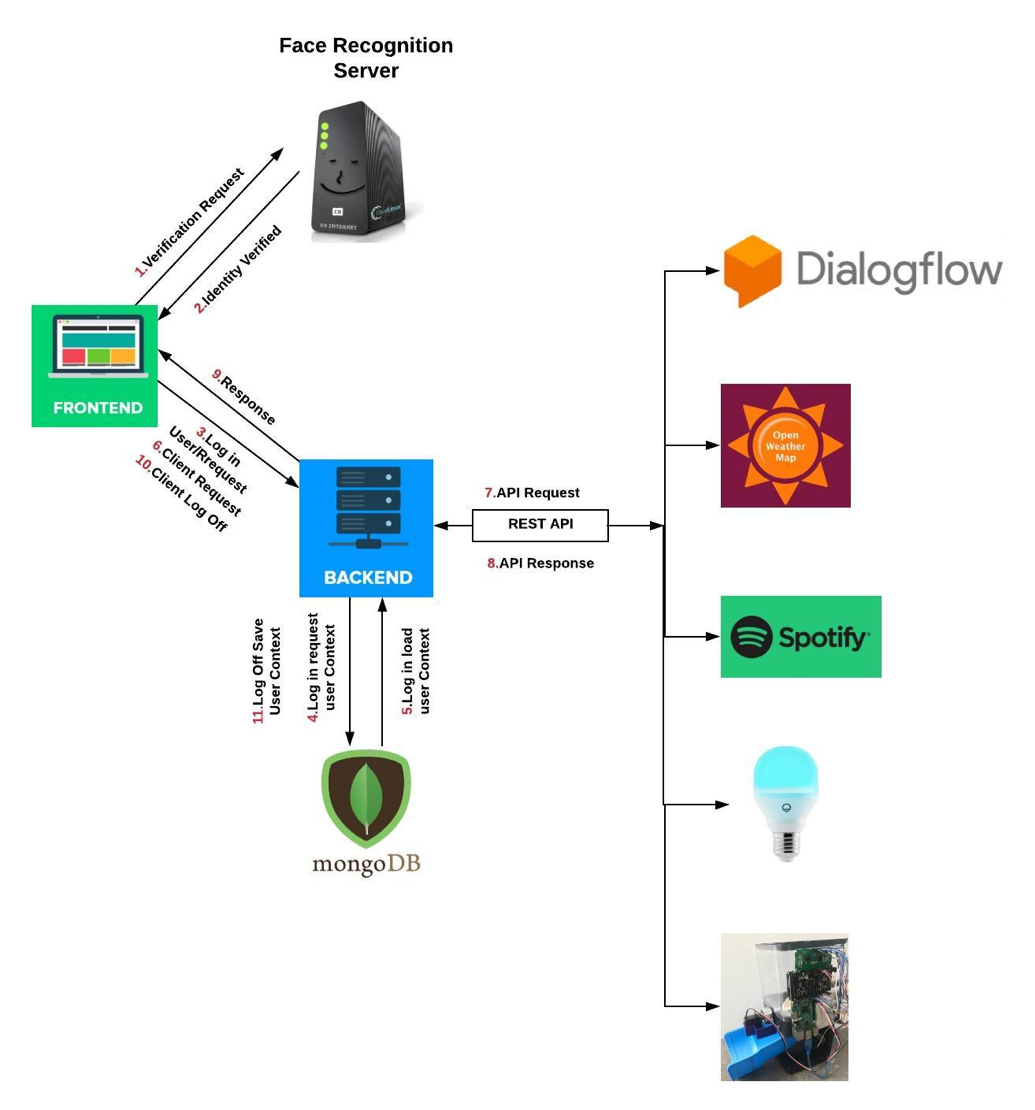 Face Recognition
Server
1.Verification Request
2.Identity Verified
K9 INTERNET
FRONTEND
9.Response
3.Log in
User/Rrequest
6.Client Request
10.Client Log Off
BACKEND
7.API Request
REST API
8.API Response
11.Log Off Save
User Context
4.Log in request
user Context
5.Log in load
user Context
mongoDB
Dialogflow
Open
Weather
Map
Spotify®